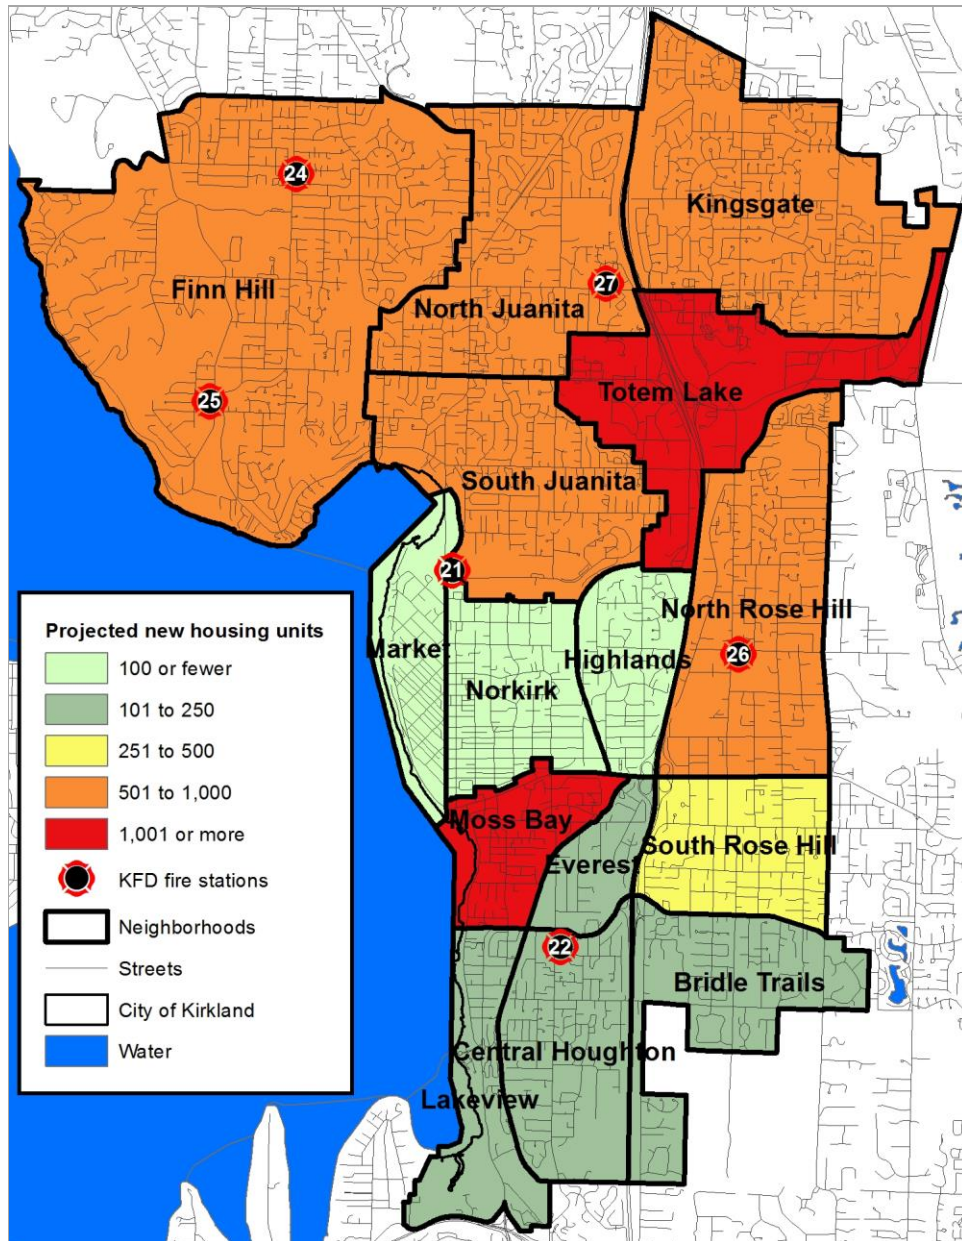 24
Kingsgate
27
Finn Hill
North Juanita
Totem Lake
25
South Juanita
21
North Rose Hill
Market
Highlands
26
Norkirk
Moss Bay
South Rose Hill
Everest
22
Bridle Trails
Central Houghton
Lakeview
Projected new housing units
100 or fewer
101 to 250
251 to 500
501 to 1,000
1,001 or more
KFD fire stations
Neighborhoods
Streets
City of Kirkland
Water